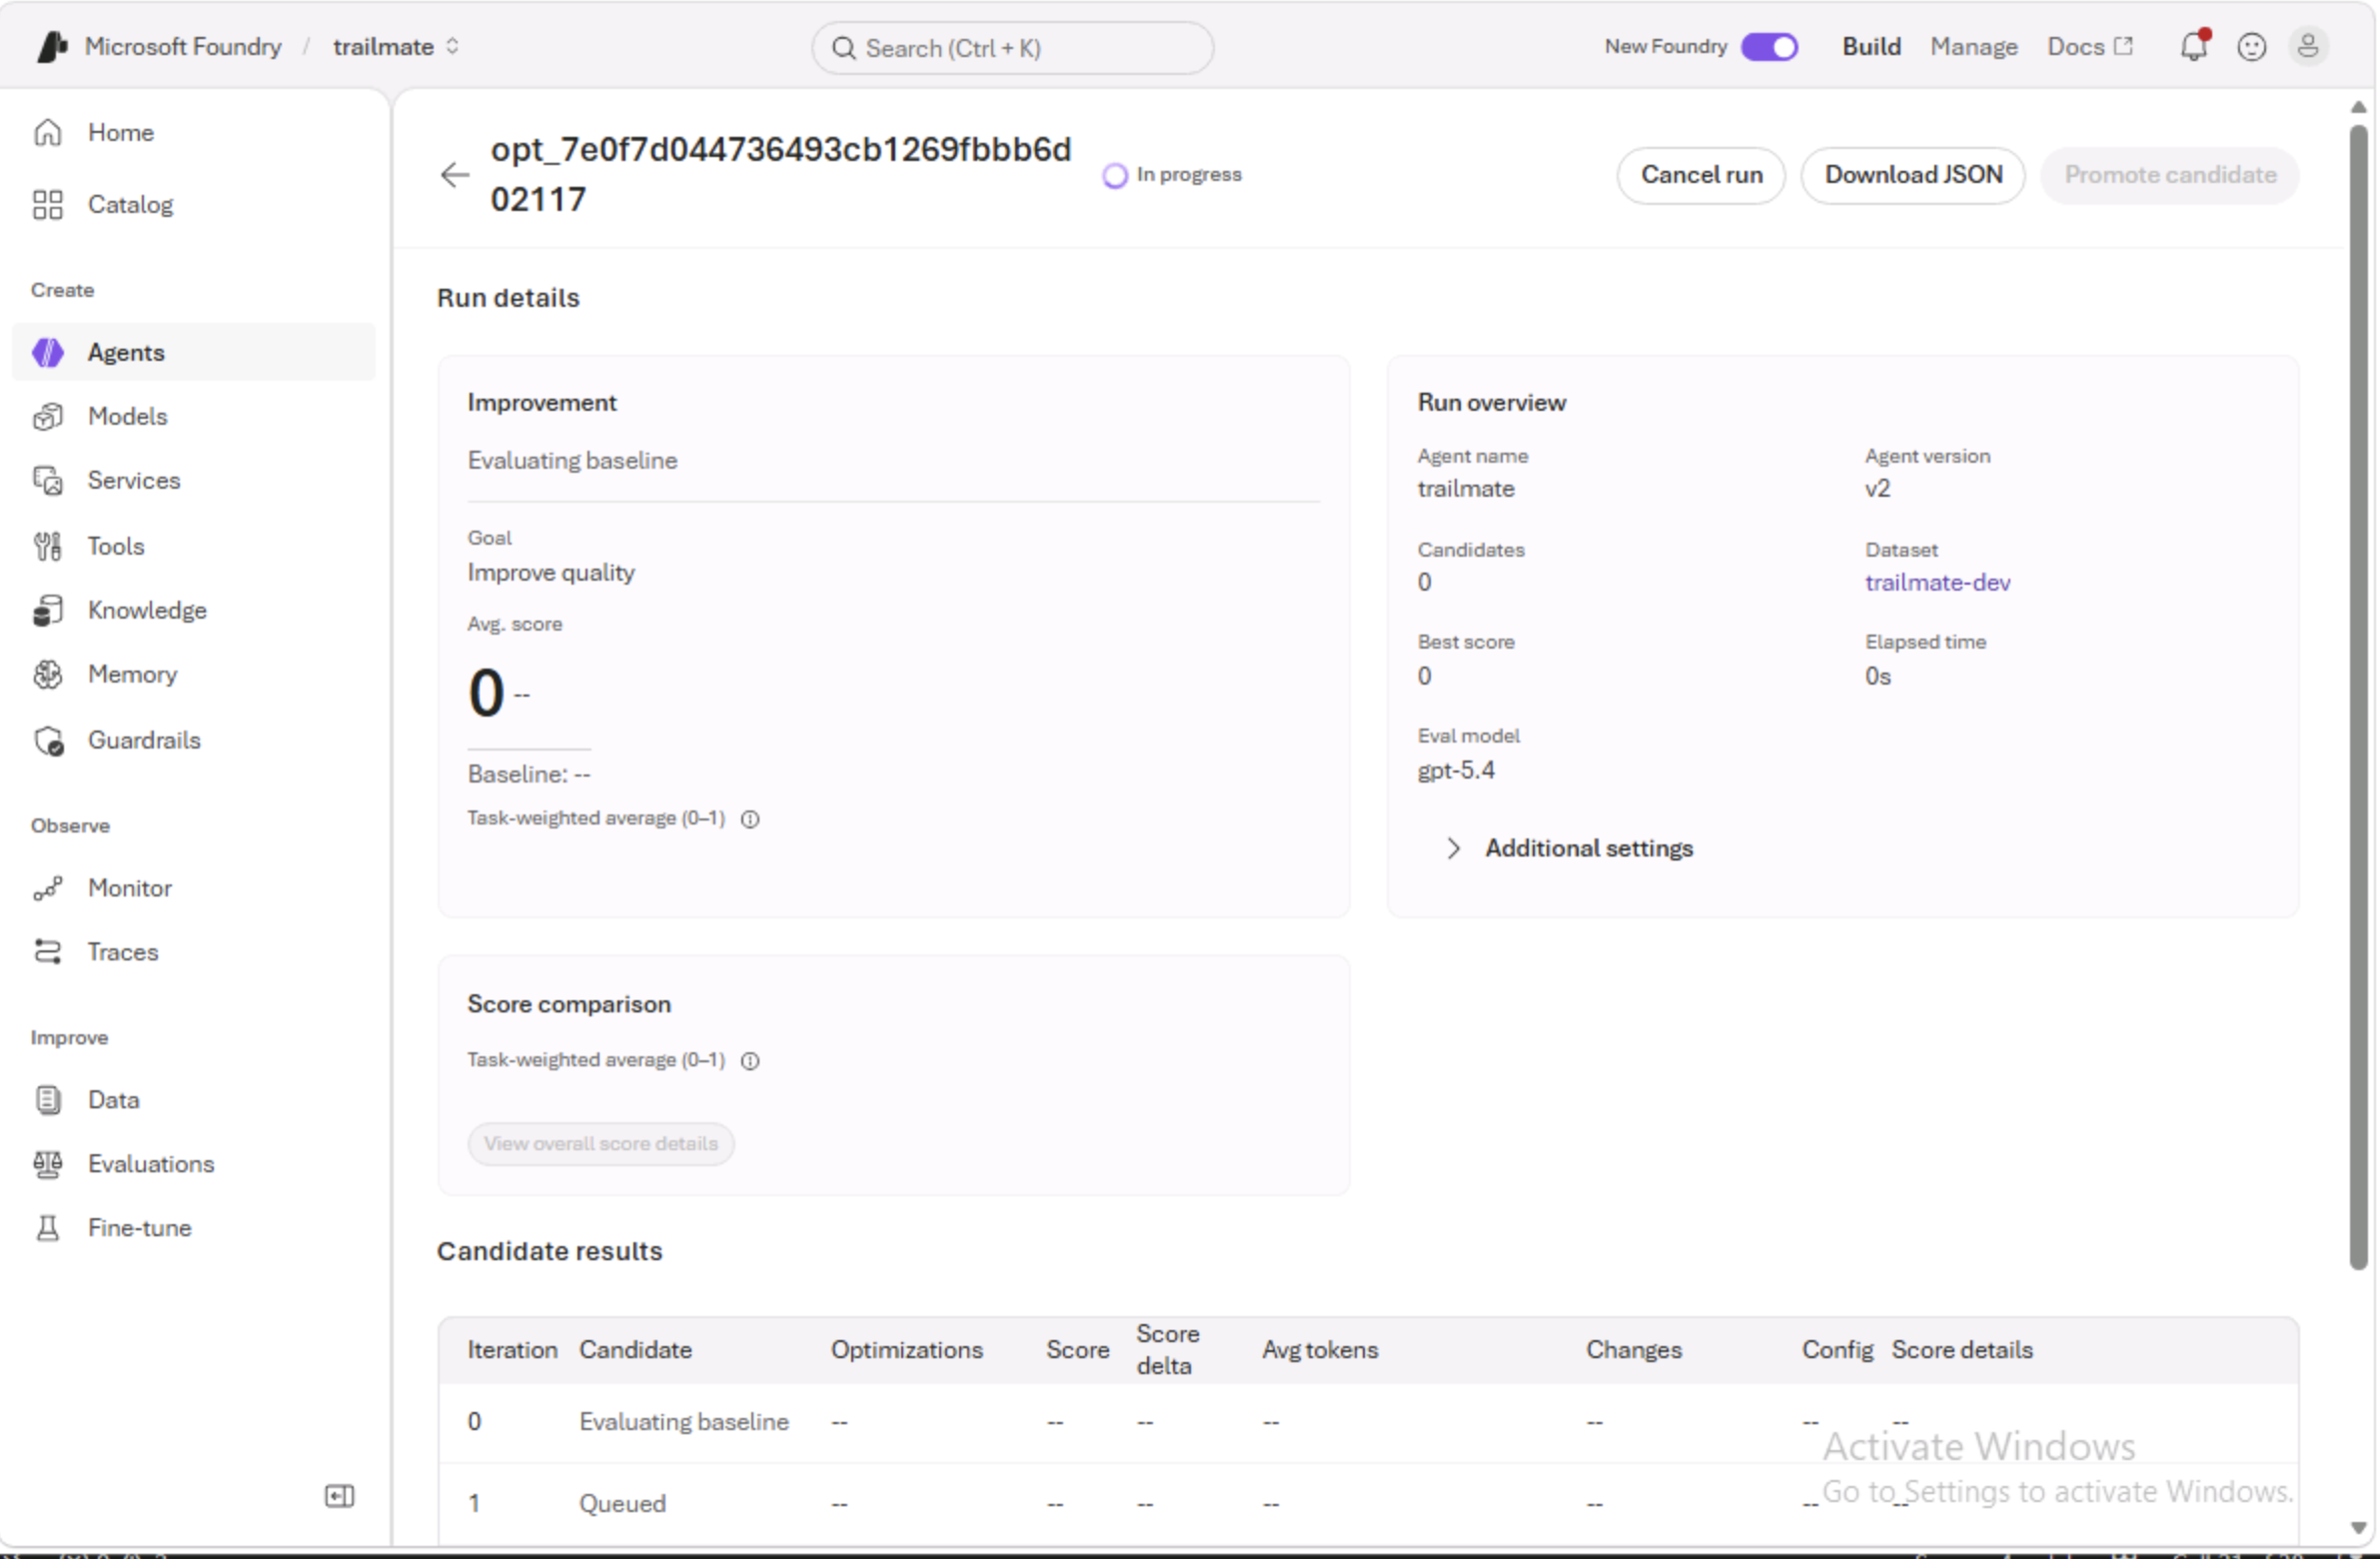 Microsoft Foundry / trailmate
Search (Ctrl + K)
New Foundry
Build
Manage
Docs
Home
Catalog
Create
Agents
Models
Services
Tools
Knowledge
Memory
Guardrails
Observe
Monitor
Traces
Improve
Data
Evaluations
Fine-tune
opt_7e0f7d044736493cb1269fbbb6d
02117
In progress
Cancel run
Download JSON
Promote candidate
Run details
Improvement
Evaluating baseline
Goal
Improve quality
Avg. score
0 --
Baseline: --
Task-weighted average (0–1)
Run overview
Agent name
trailmate
Agent version
v2
Candidates
0
Dataset
trailmate-dev
Best score
0
Elapsed time
0s
Eval model
gpt-5.4
Additional settings
Score comparison
Task-weighted average (0–1)
View overall score details
Candidate results
Iteration Candidate Optimizations Score Score delta Avg tokens Changes Config Score details
0 Evaluating baseline -- -- -- -- -- -- --
1 Queued -- -- -- -- -- -- --
Activate Windows
Go to Settings to activate Windows.